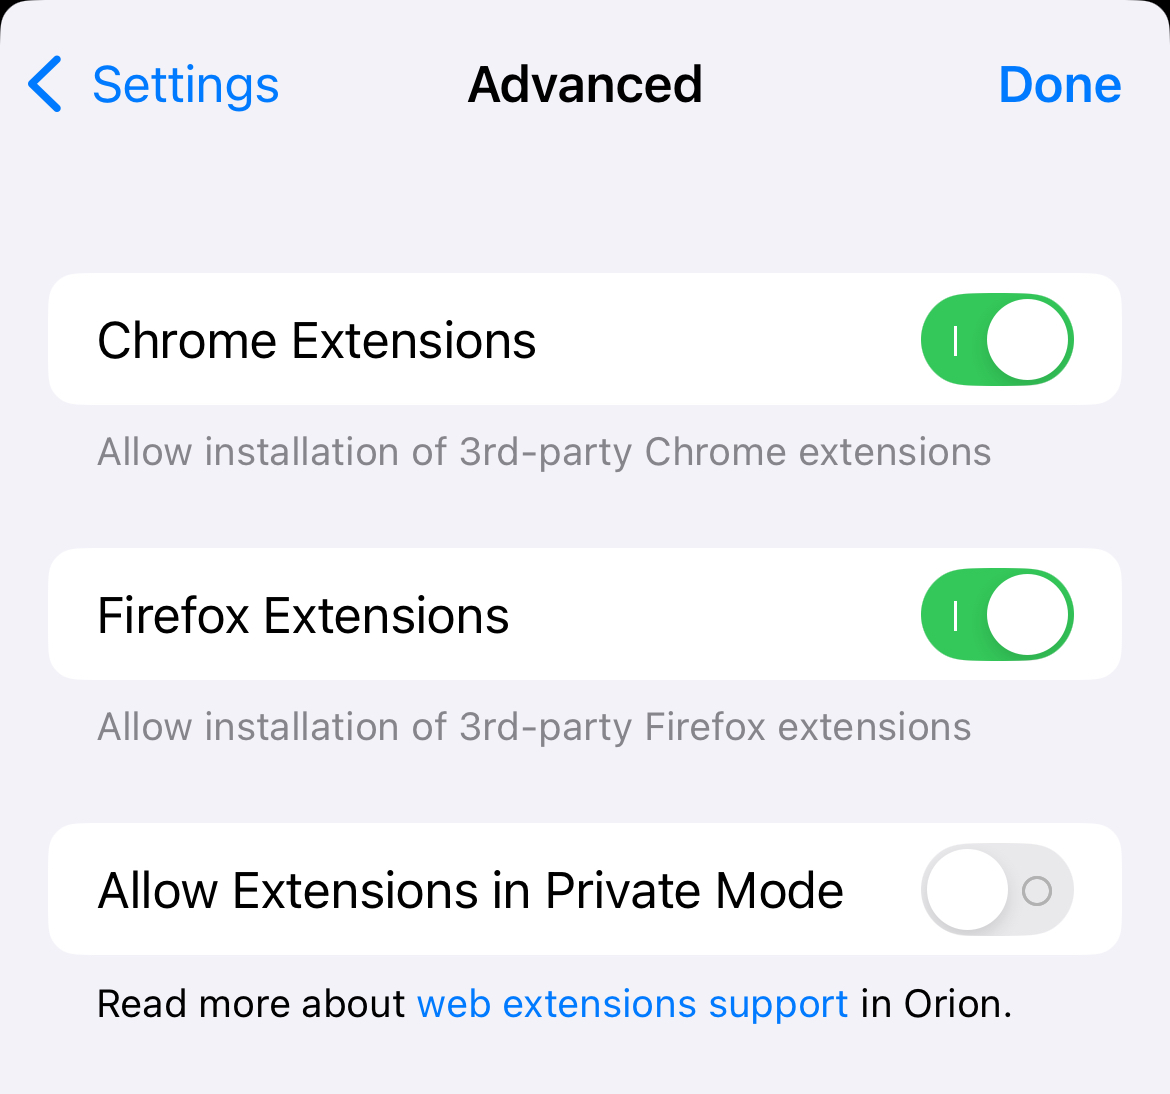 Settings
Advanced
Done
Chrome Extensions
Allow installation of 3rd-party Chrome extensions
Firefox Extensions
Allow installation of 3rd-party Firefox extensions
Allow Extensions in Private Mode
Read more about web extensions support in Orion.